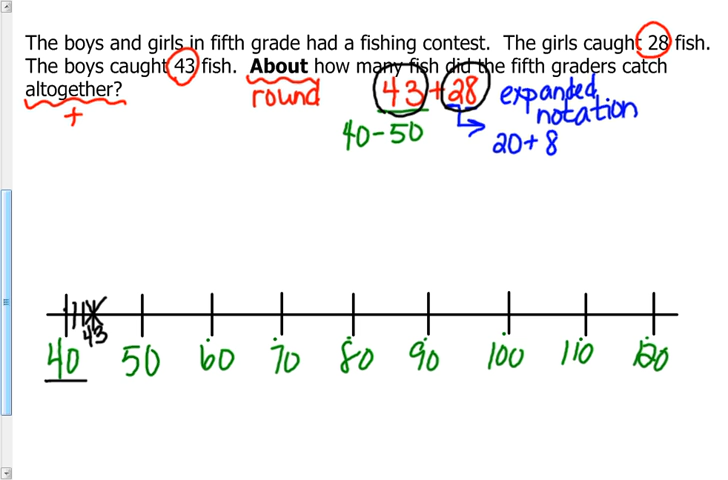 The boys and girls in fifth grade had a fishing contest. The girls caught 28 fish.
The boys caught 43 fish. About how many fish did the fifth graders catch
altogether?
round
43 + 28
expanded
notation
+
40-50
20+8
43
40 50 60 70 80 90 100 110 120